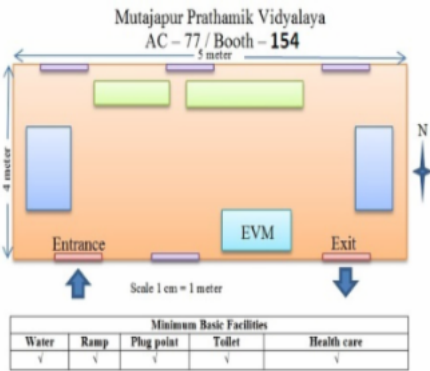 Mutajapur Prathamik Vidyalaya
AC – 77 / Booth – 154
5 meter
4 meter
N
EVM
Entrance
Exit
Scale 1 cm = 1 meter
Minimum Basic Facilities
Water Ramp Plug point Toilet Health care
√ √ √ √ √